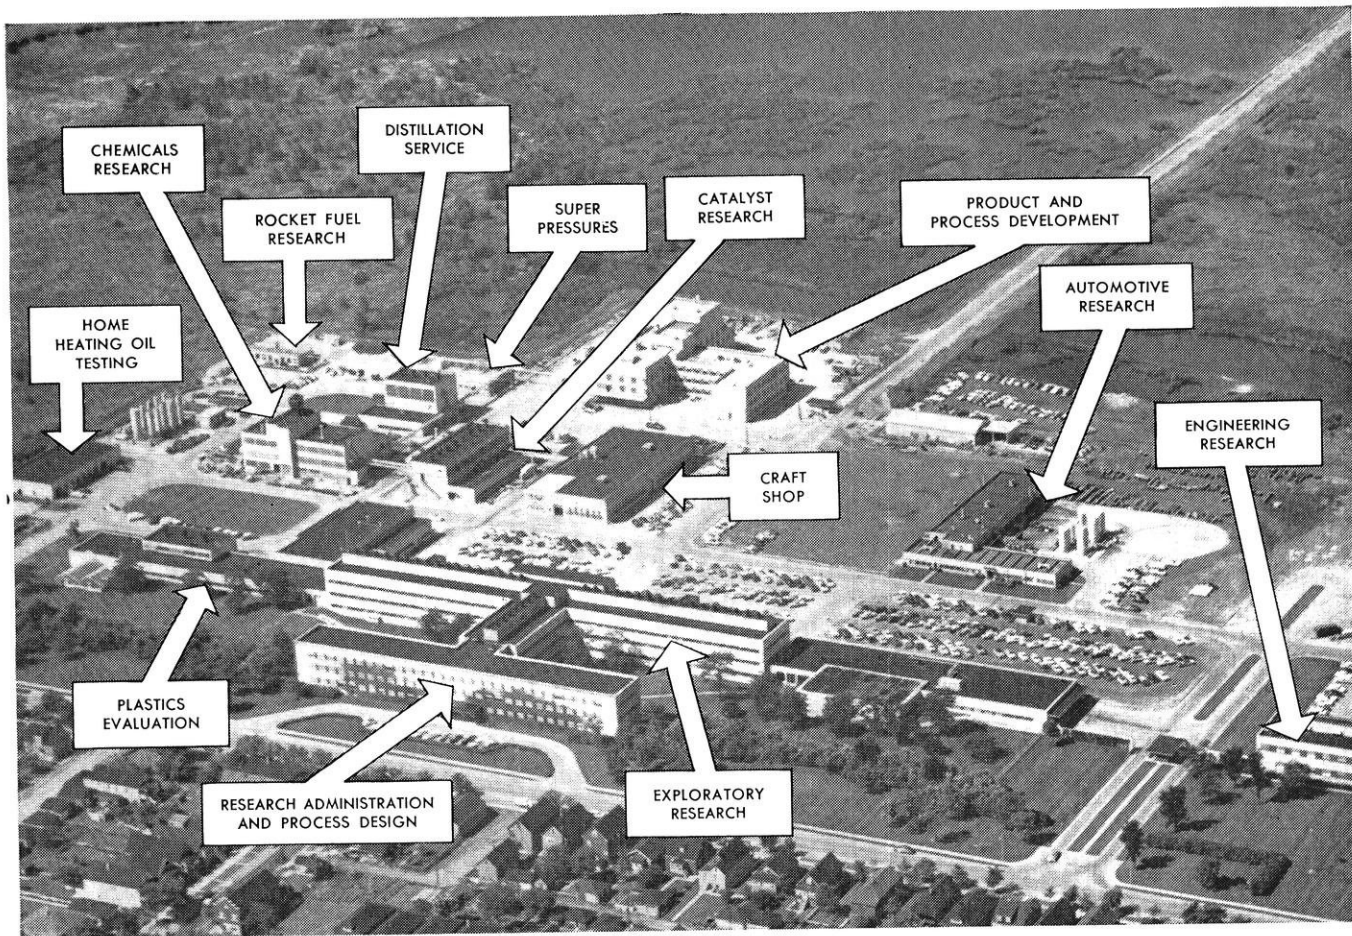 DISTILLATION
SERVICE
CHEMICALS
RESEARCH
ROCKET FUEL
RESEARCH
SUPER
PRESSURES
CATALYST
RESEARCH
PRODUCT AND
PROCESS DEVELOPMENT
AUTOMOTIVE
RESEARCH
HOME
HEATING OIL
TESTING
ENGINEERING
RESEARCH
CRAFT
SHOP
PLASTICS
EVALUATION
RESEARCH ADMINISTRATION
AND PROCESS DESIGN
EXPLORATORY
RESEARCH